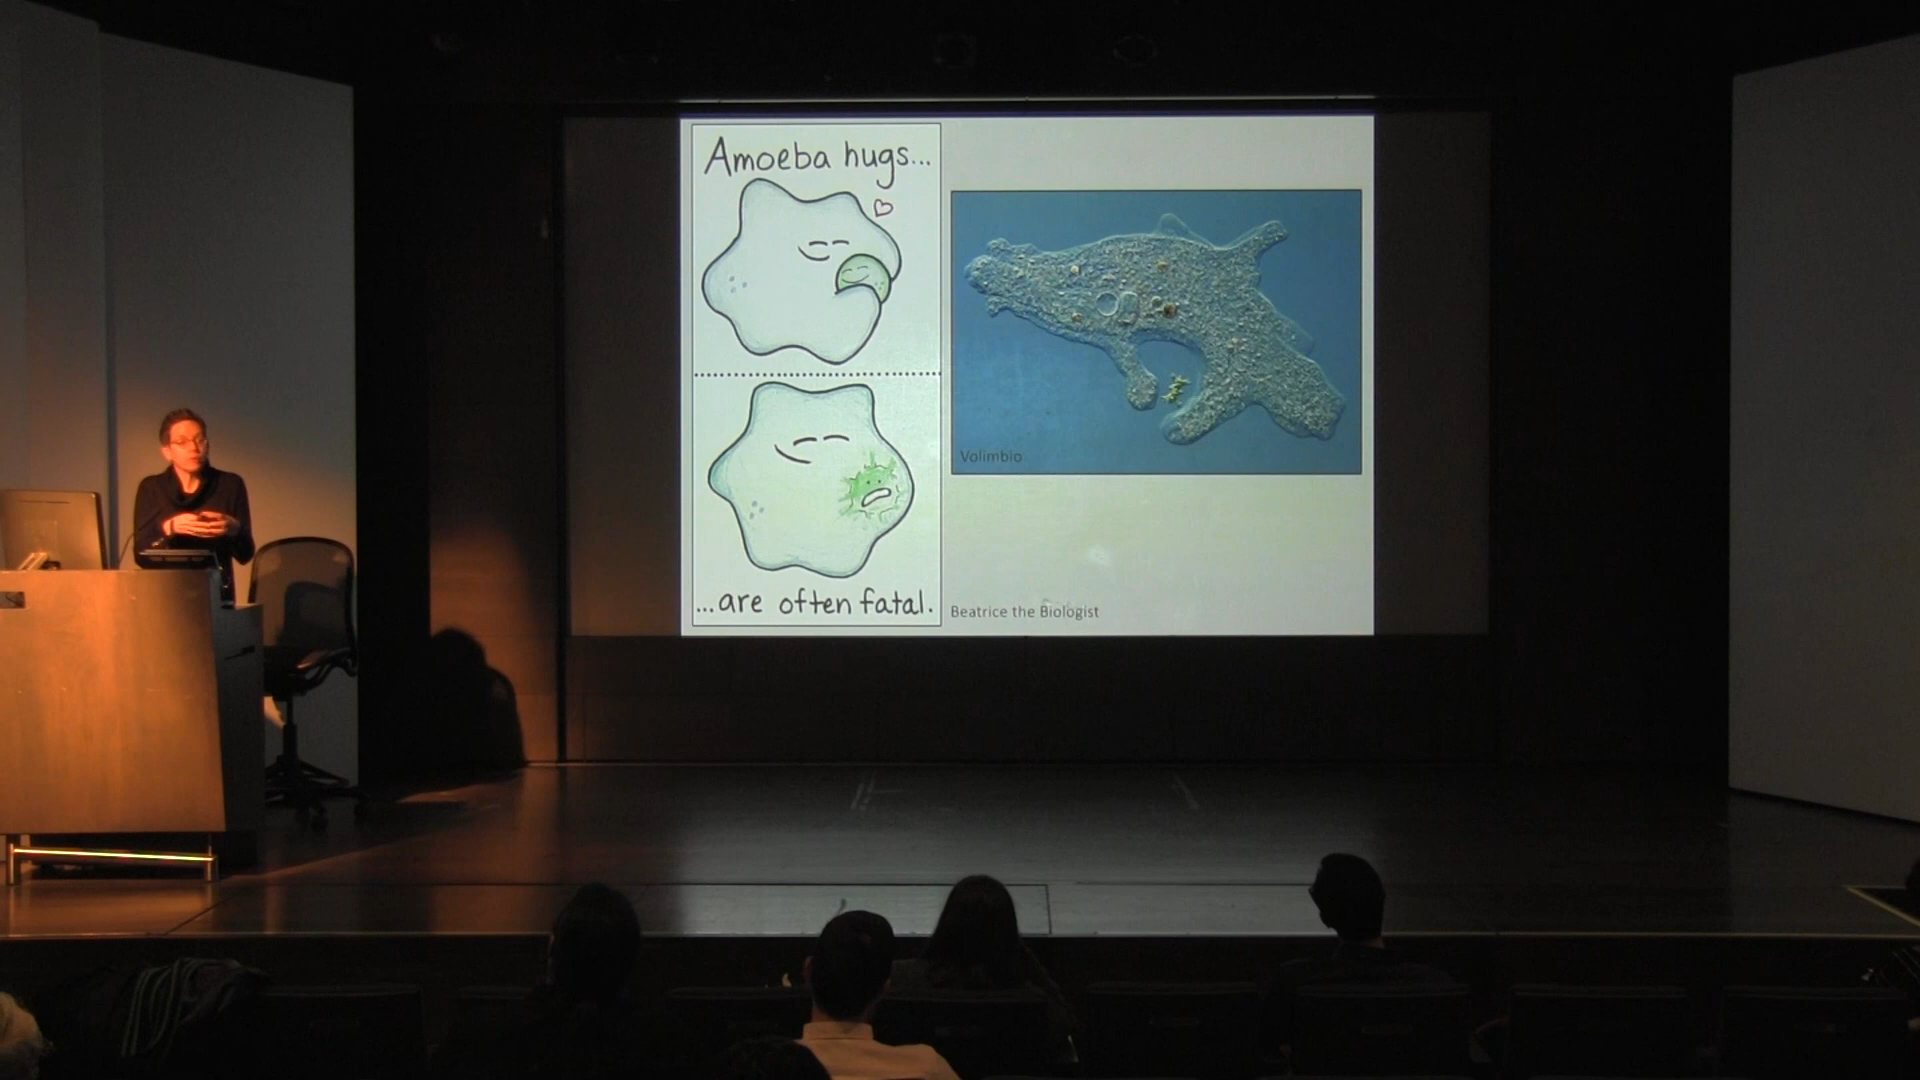 Amoeba hugs...
...are often fatal.
Volimbio
Beatrice the Biologist